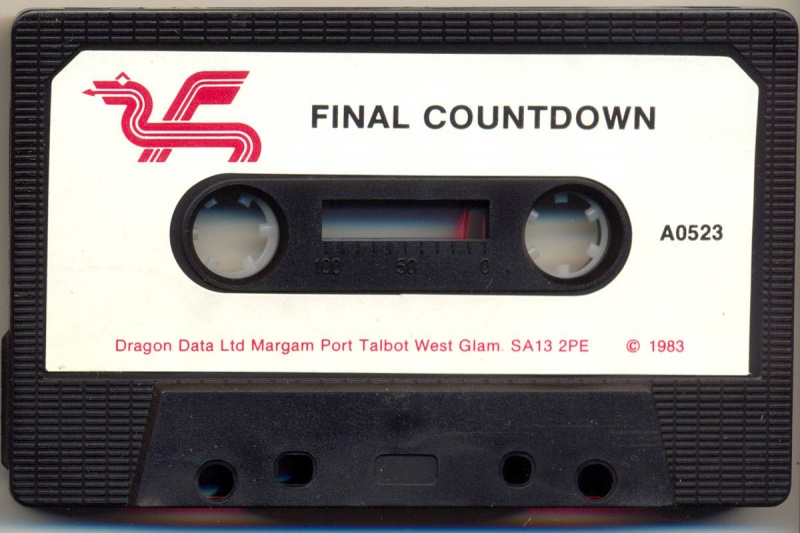 FINAL COUNTDOWN
A0523
100 50 0
Dragon Data Ltd Margam Port Talbot West Glam. SA13 2PE © 1983